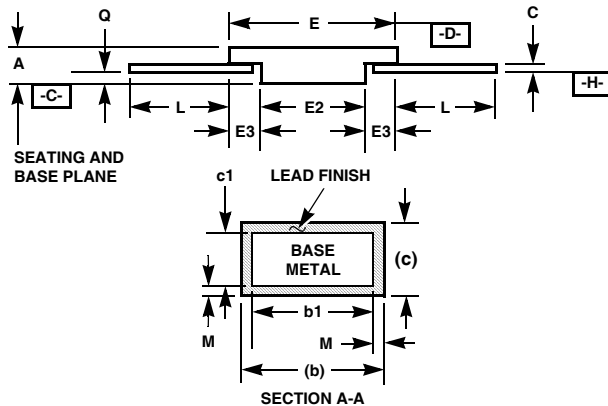 E
-D-
C
Q
A
-C-
-H-
L
E2
L
E3
E3
SEATING AND
BASE PLANE
c1
LEAD FINISH
BASE
METAL
(c)
b1
M
M
(b)
SECTION A-A